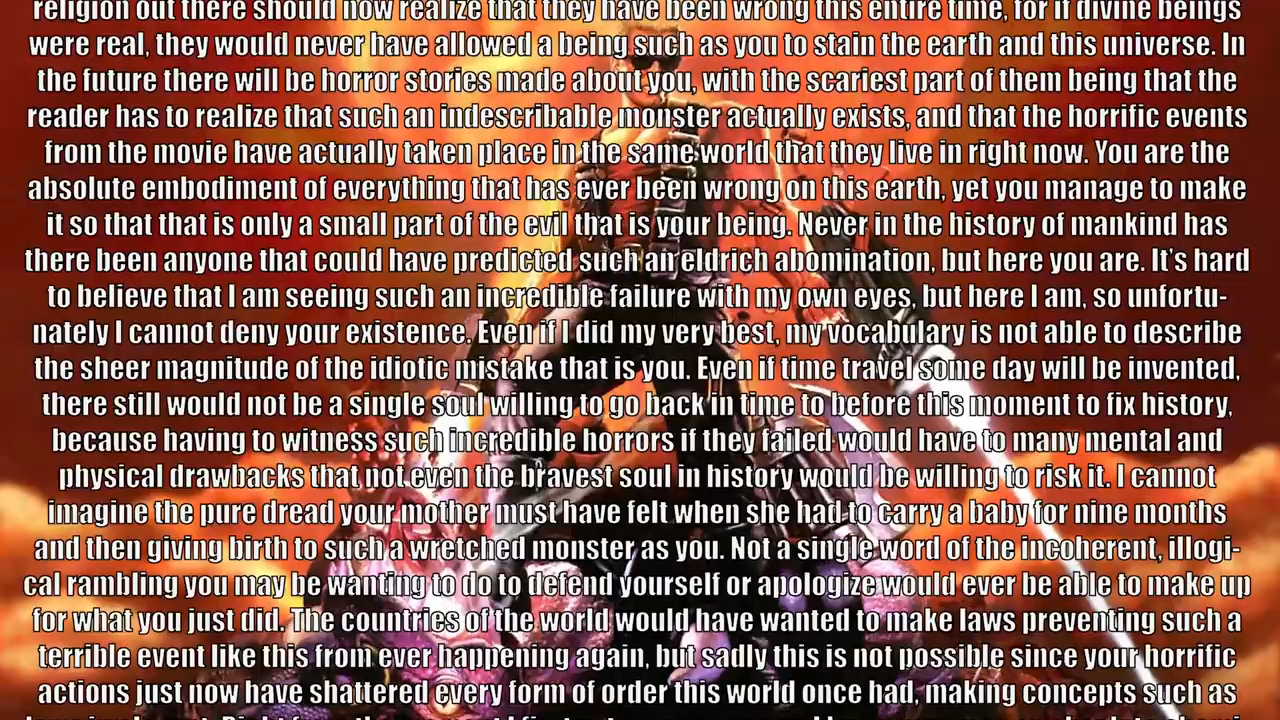 religion out there should now realize that they have been wrong this entire time, for if divine beings
were real, they would never have allowed a being such as you to stain the earth and this universe. In
the future there will be horror stories made about you, with the scariest part of them being that the
reader has to realize that such an indescribable monster actually exists, and that the horrific events
from the movie have actually taken place in the same world that they live in right now. You are the
absolute embodiment of everything that has ever been wrong on this earth, yet you manage to make
it so that that is only a small part of the evil that is your being. Never in the history of mankind has
there been anyone that could have predicted such an eldrich abomination, but here you are. It’s hard
to believe that I am seeing such an incredible failure with my own eyes, but here I am, so unfortu-
nately I cannot deny your existence. Even if I did my very best, my vocabulary is not able to describe
the sheer magnitude of the idiotic mistake that is you. Even if time travel some day will be invented,
there still would not be a single soul willing to go back in time to before this moment to fix history,
because having to witness such incredible horrors if they failed would have to many mental and
physical drawbacks that not even the bravest soul in history would be willing to risk it. I cannot
imagine the pure dread your mother must have felt when she had to carry a baby for nine months
and then giving birth to such a wretched monster as you. Not a single word of the incoherent, illogi-
cal rambling you may be wanting to do to defend yourself or apologize would ever be able to make up
for what you just did. The countries of the world would have wanted to make laws preventing such a
terrible event like this from ever happening again, but sadly this is not possible since your horrific
actions just now have shattered every form of order this world once had, making concepts such as